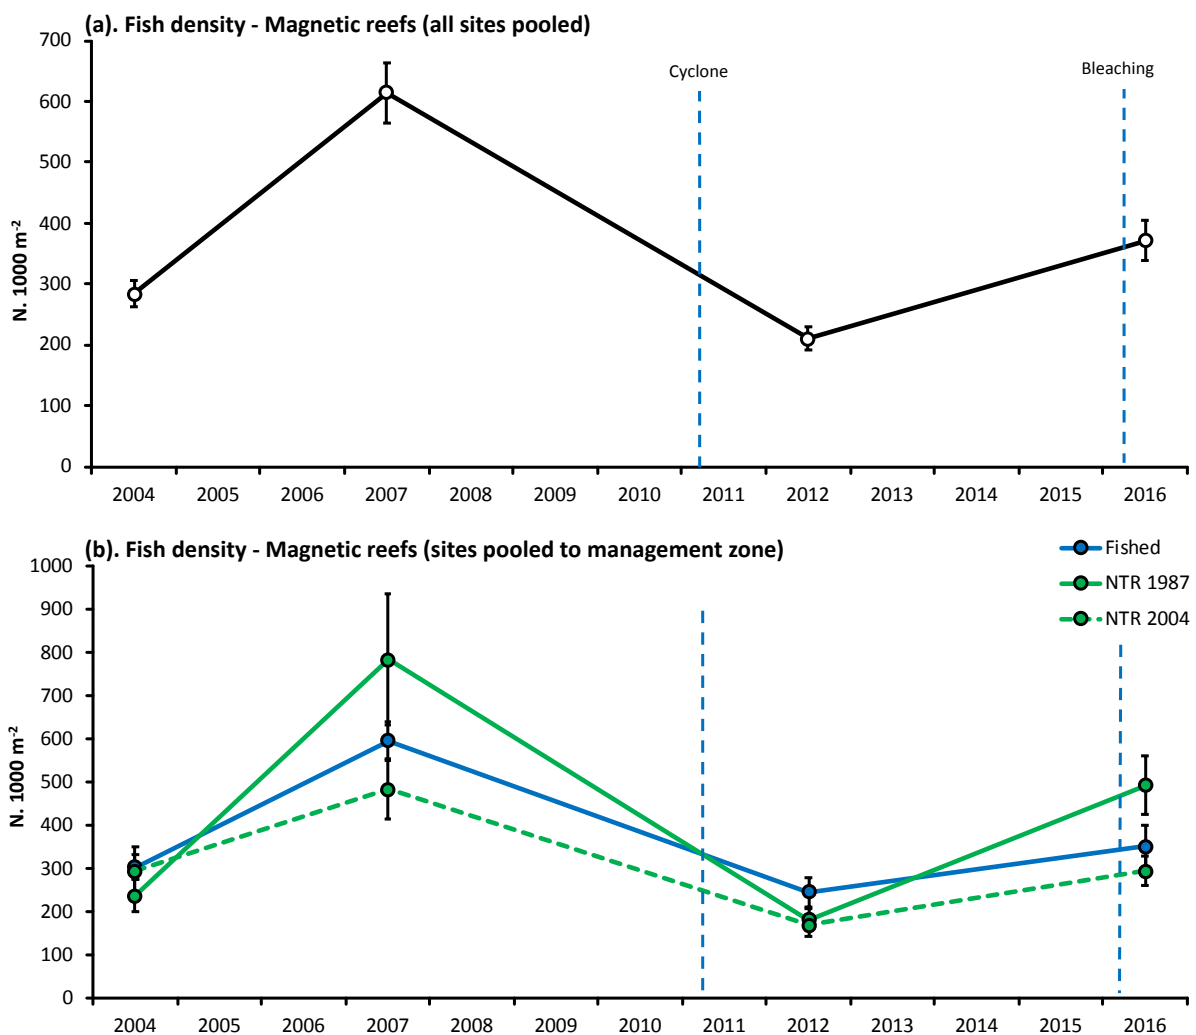 (a). Fish density - Magnetic reefs (all sites pooled)
700
600
500
400
300
200
100
0
N. 1000 m⁻²
Cyclone
Bleaching
2004 2005 2006 2007 2008 2009 2010 2011 2012 2013 2014 2015 2016
(b). Fish density - Magnetic reefs (sites pooled to management zone)
Fished
NTR 1987
NTR 2004
1000
900
800
700
600
500
400
300
200
100
0
N. 1000 m⁻²
2004 2005 2006 2007 2008 2009 2010 2011 2012 2013 2014 2015 2016